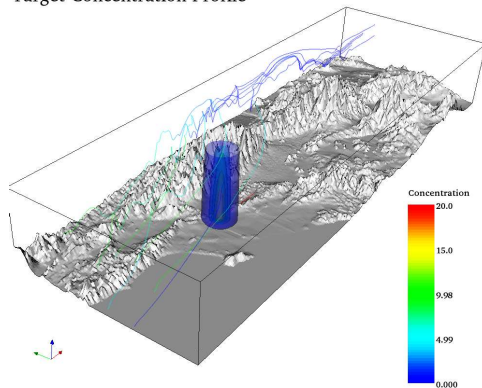 Target Concentration Profile
Concentration
20.0
15.0
9.98
4.99
0.000